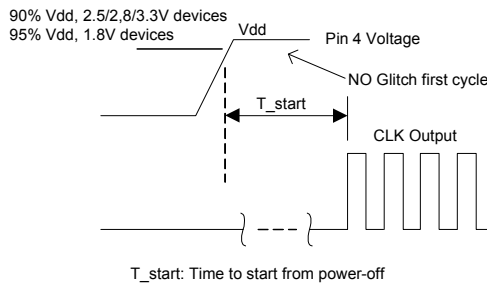 90% Vdd, 2.5/2,8/3.3V devices
95% Vdd, 1.8V devices
Vdd
Pin 4 Voltage
NO Glitch first cycle
T_start
CLK Output
T_start: Time to start from power-off